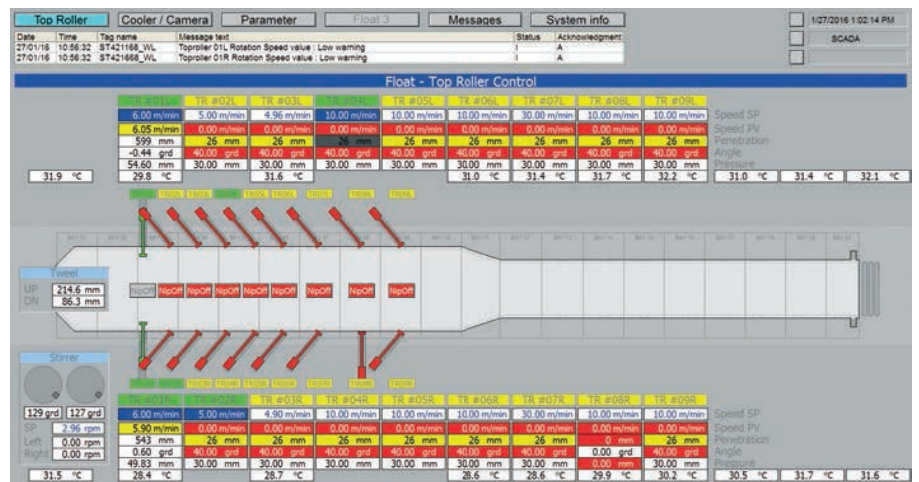 Top Roller Cooler / Camera Parameter Float 3 Messages System info 1/27/2016 1:02:14 PM
SCADA
Date Time Tag name Message text Status Acknowledgment
27/01/16 10:56:32 ST421168_WL Toproller 01L Rotation Speed value : Low warning I A
27/01/16 10:56:32 ST421668_WL Toproller 01R Rotation Speed value : Low warning I A
Float - Top Roller Control
TR #01L TR #02L TR #03L TR #04L TR #05L TR #06L TR #07L TR #08L TR #09L
6.00 m/min 5.00 m/min 4.96 m/min 10.00 m/min 10.00 m/min 10.00 m/min 30.00 m/min 10.00 m/min 10.00 m/min Speed SP
6.05 m/min 0.00 m/min 0.00 m/min 0.00 m/min 0.00 m/min 0.00 m/min 0.00 m/min 0.00 m/min 0.00 m/min Speed PV
599 mm 26 mm 26 mm 26 mm 26 mm 26 mm 26 mm 26 mm 26 mm Penetration
-0.44 grd 40.00 grd 40.00 grd 40.00 grd 40.00 grd 40.00 grd 40.00 grd 40.00 grd 40.00 grd Angle
54.60 mm 30.00 mm 30.00 mm 30.00 mm 30.00 mm 30.00 mm 30.00 mm 30.00 mm 30.00 mm Pressure
31.9 °C 29.8 °C 31.6 °C 31.0 °C 31.4 °C 31.7 °C 32.2 °C 31.0 °C 31.4 °C 32.1 °C
Tweel
UP 214.6 mm
DN 86.3 mm
NipOff NipOff NipOff NipOff NipOff NipOff NipOff NipOff NipOff
Stirrer
129 grd 127 grd
SP 2.96 rpm
Left 0.00 rpm
Right 0.00 rpm
TR #01R TR #02R TR #03R TR #04R TR #05R TR #06R TR #07R TR #08R TR #09R
6.00 m/min 5.00 m/min 4.90 m/min 10.00 m/min 10.00 m/min 10.00 m/min 30.00 m/min 10.00 m/min 10.00 m/min Speed SP
5.90 m/min 0.00 m/min 0.00 m/min 0.00 m/min 0.00 m/min 0.00 m/min 0.00 m/min 0.00 m/min 0.00 m/min Speed PV
543 mm 26 mm 26 mm 26 mm 26 mm 26 mm 26 mm 0 mm 26 mm Penetration
0.60 grd 40.00 grd 40.00 grd 40.00 grd 40.00 grd 40.00 grd 40.00 grd 0.00 grd 40.00 grd Angle
49.83 mm 30.00 mm 30.00 mm 30.00 mm 30.00 mm 30.00 mm 30.00 mm 0.00 mm 30.00 mm Pressure
31.5 °C 28.4 °C 28.7 °C 28.6 °C 28.6 °C 29.9 °C 30.2 °C 30.5 °C 31.7 °C 31.6 °C